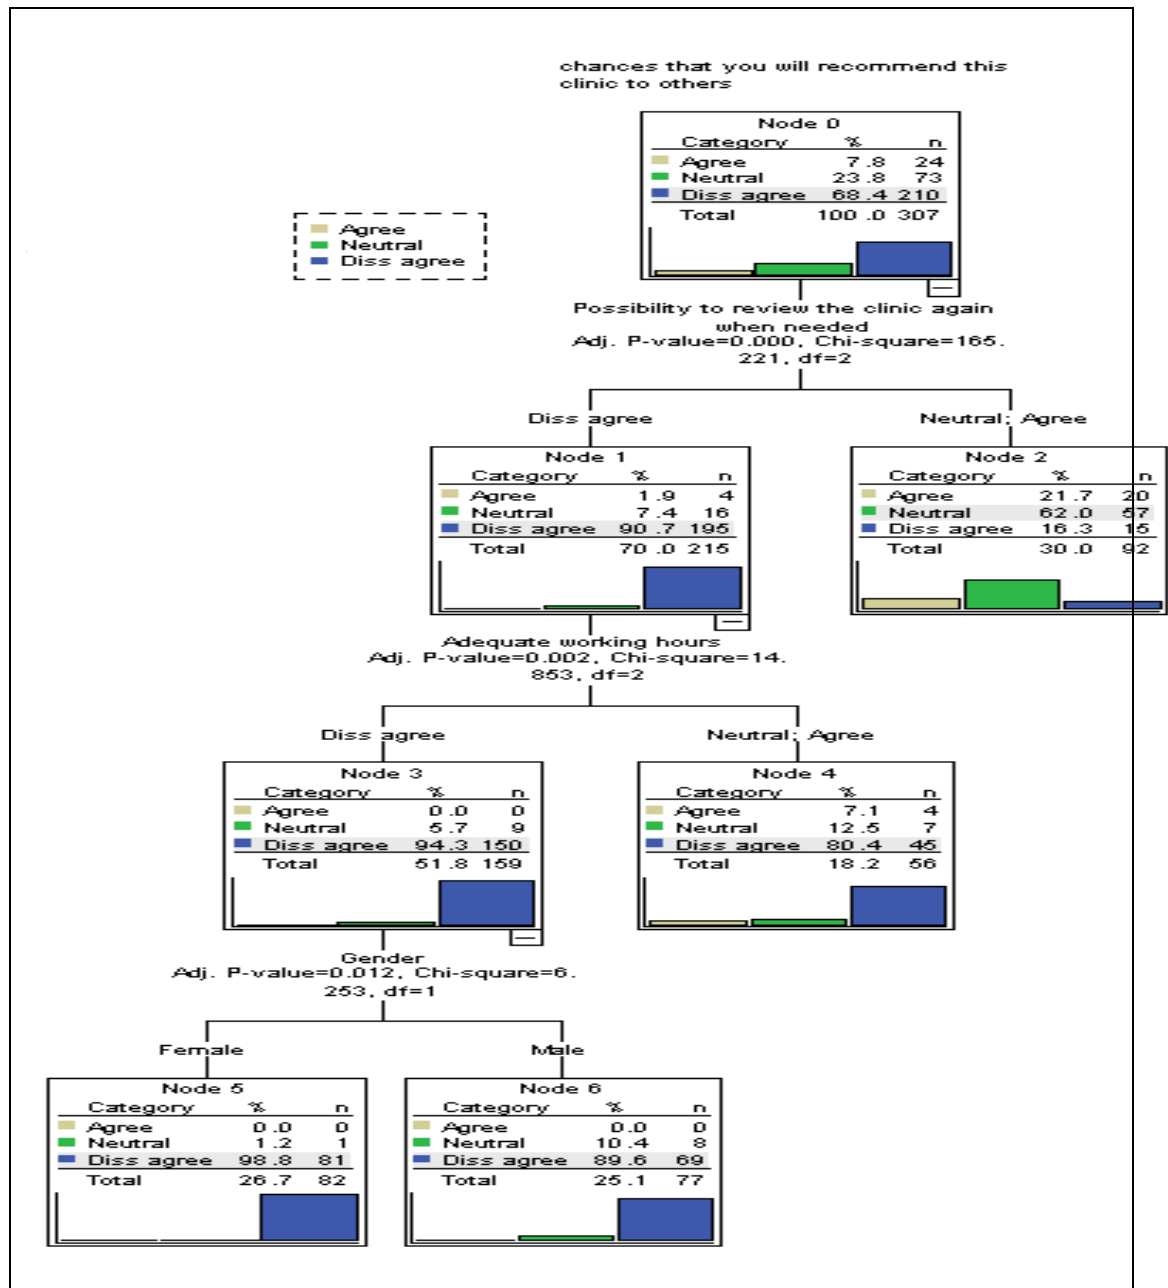 chances that you will recommend this
clinic to others
Node 0
Category % n
Agree 7.8 24
Neutral 23.8 73
Diss agree 68.4 210
Total 100.0 307
Agree
Neutral
Diss agree
Possibility to review the clinic again
when needed
Adj. P-value=0.000, Chi-square=165.
221, df=2
Diss agree
Neutral; Agree
Node 1
Category % n
Agree 1.9 4
Neutral 7.4 16
Diss agree 90.7 195
Total 70.0 215
Node 2
Category % n
Agree 21.7 20
Neutral 62.0 57
Diss agree 16.3 15
Total 30.0 92
Adequate working hours
Adj. P-value=0.002, Chi-square=14.
853, df=2
Diss agree
Neutral; Agree
Node 3
Category % n
Agree 0.0 0
Neutral 5.7 9
Diss agree 94.3 150
Total 51.8 159
Node 4
Category % n
Agree 7.1 4
Neutral 12.5 7
Diss agree 80.4 45
Total 18.2 56
Gender
Adj. P-value=0.012, Chi-square=6.
253, df=1
Female
Male
Node 5
Category % n
Agree 0.0 0
Neutral 1.2 1
Diss agree 98.8 81
Total 26.7 82
Node 6
Category % n
Agree 0.0 0
Neutral 10.4 8
Diss agree 89.6 69
Total 25.1 77